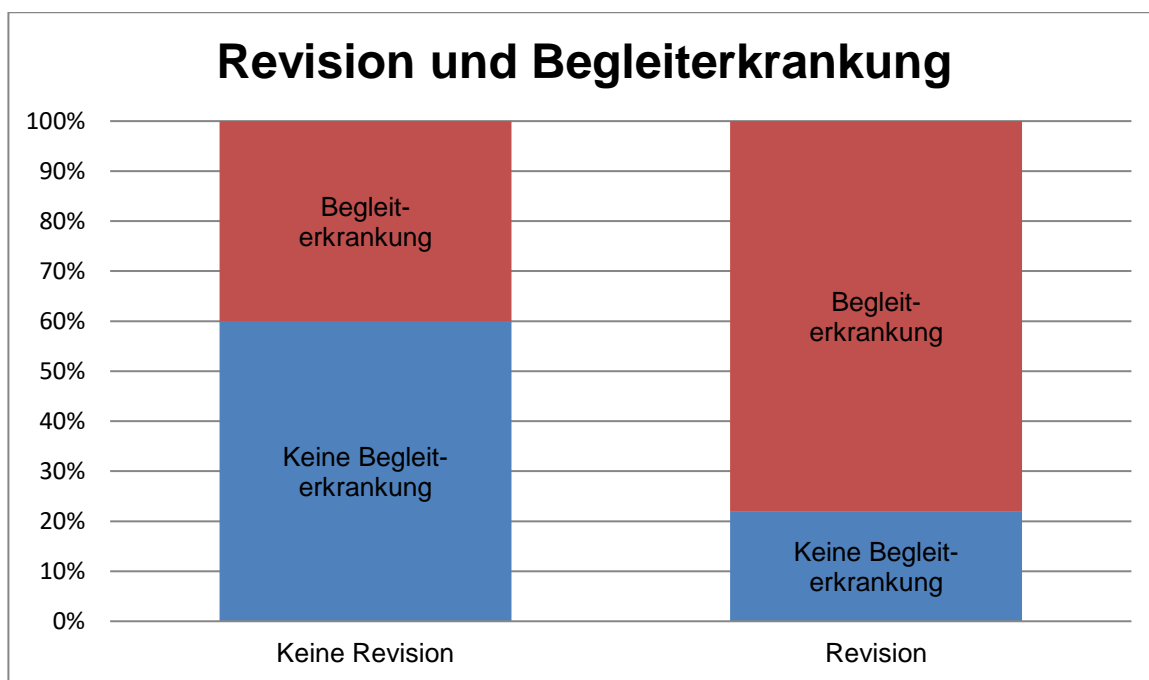 Revision und Begleiterkrankung
100%
90%
80%
70%
60%
50%
40%
30%
20%
10%
0%
Begleit-
erkrankung
Keine Begleit-
erkrankung
Begleit-
erkrankung
Keine Begleit-
erkrankung
Keine Revision
Revision